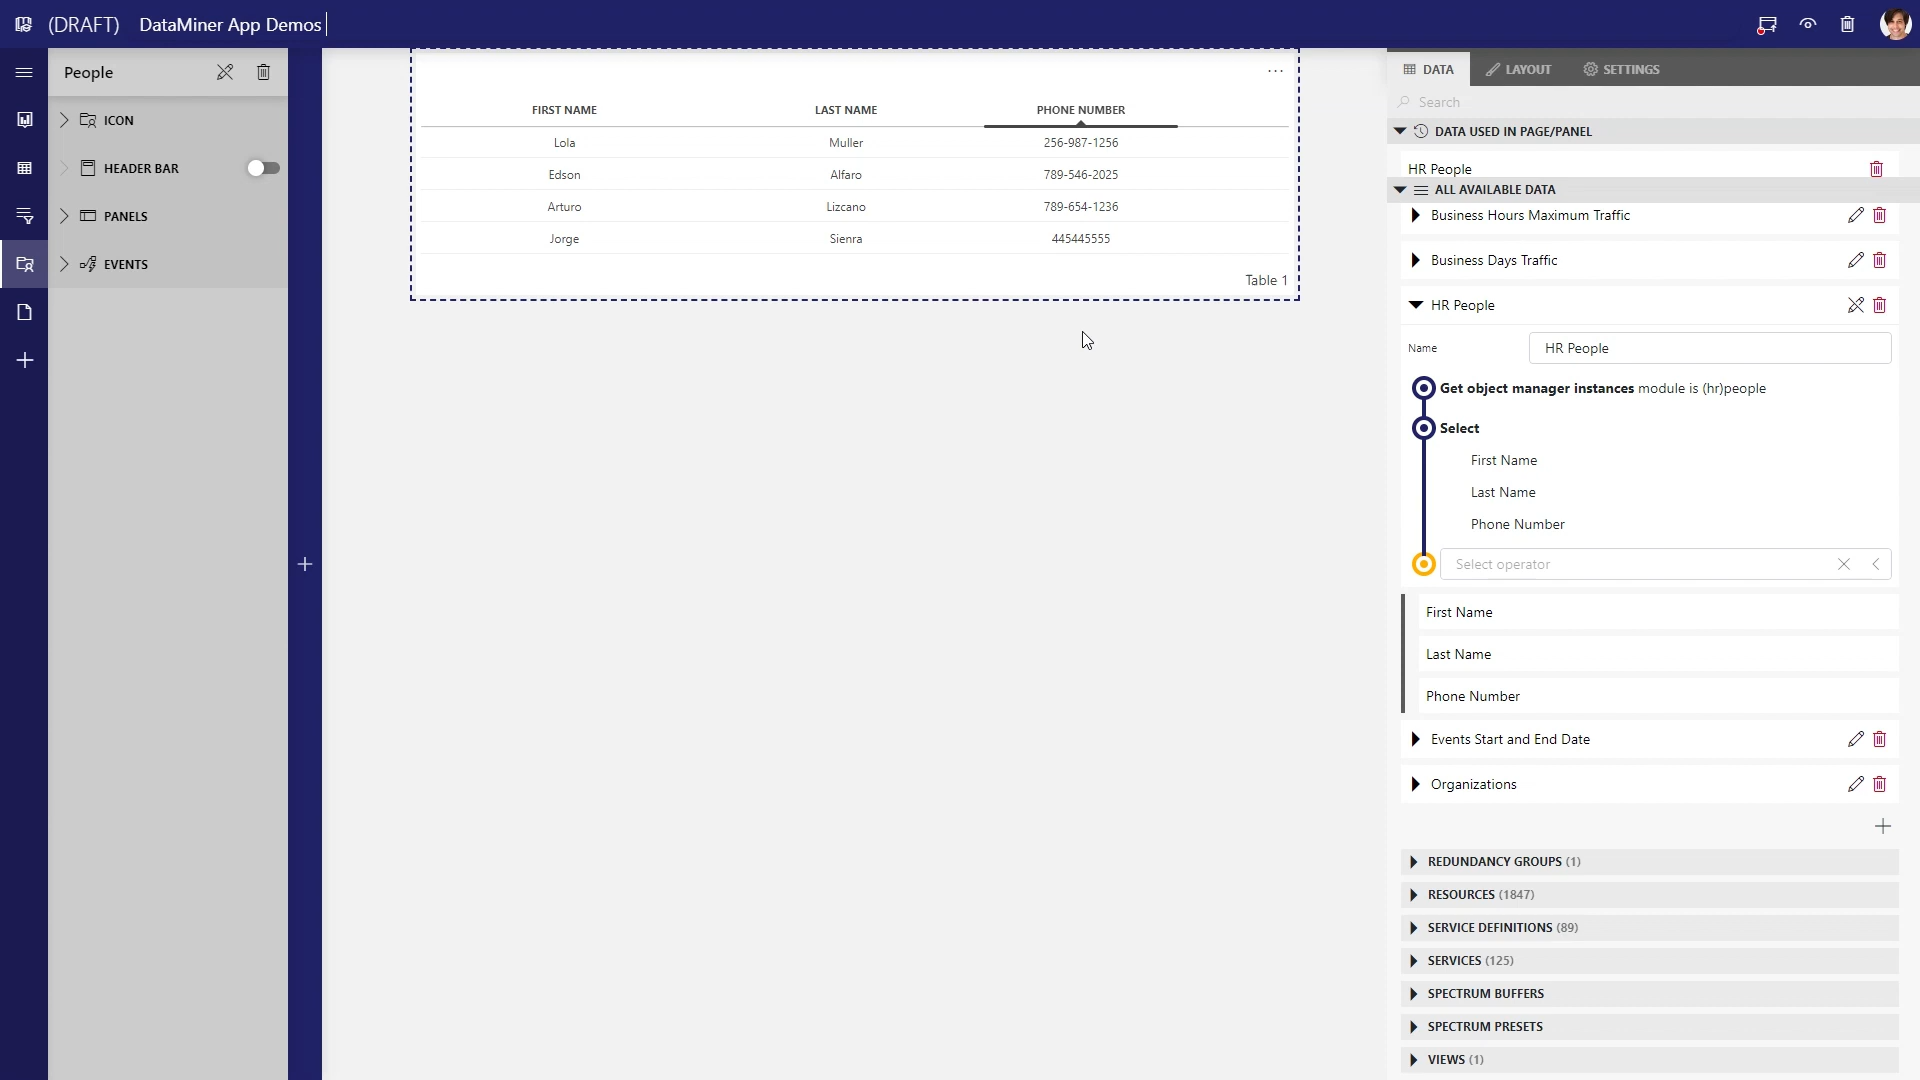 (DRAFT) DataMiner App Demos
People
ICON
HEADER BAR
PANELS
EVENTS
FIRST NAME LAST NAME PHONE NUMBER
Lola Muller 256-987-1256
Edson Alfaro 789-546-2025
Arturo Lizcano 789-654-1236
Jorge Sienra 445445555
Table 1
DATA LAYOUT SETTINGS
Search
DATA USED IN PAGE/PANEL
HR People
ALL AVAILABLE DATA
Business Hours Maximum Traffic
Business Days Traffic
HR People
Name HR People
Get object manager instances module is (hr)people
Select
First Name
Last Name
Phone Number
Select operator
First Name
Last Name
Phone Number
Events Start and End Date
Organizations
REDUNDANCY GROUPS (1)
RESOURCES (1847)
SERVICE DEFINITIONS (89)
SERVICES (125)
SPECTRUM BUFFERS
SPECTRUM PRESETS
VIEWS (1)